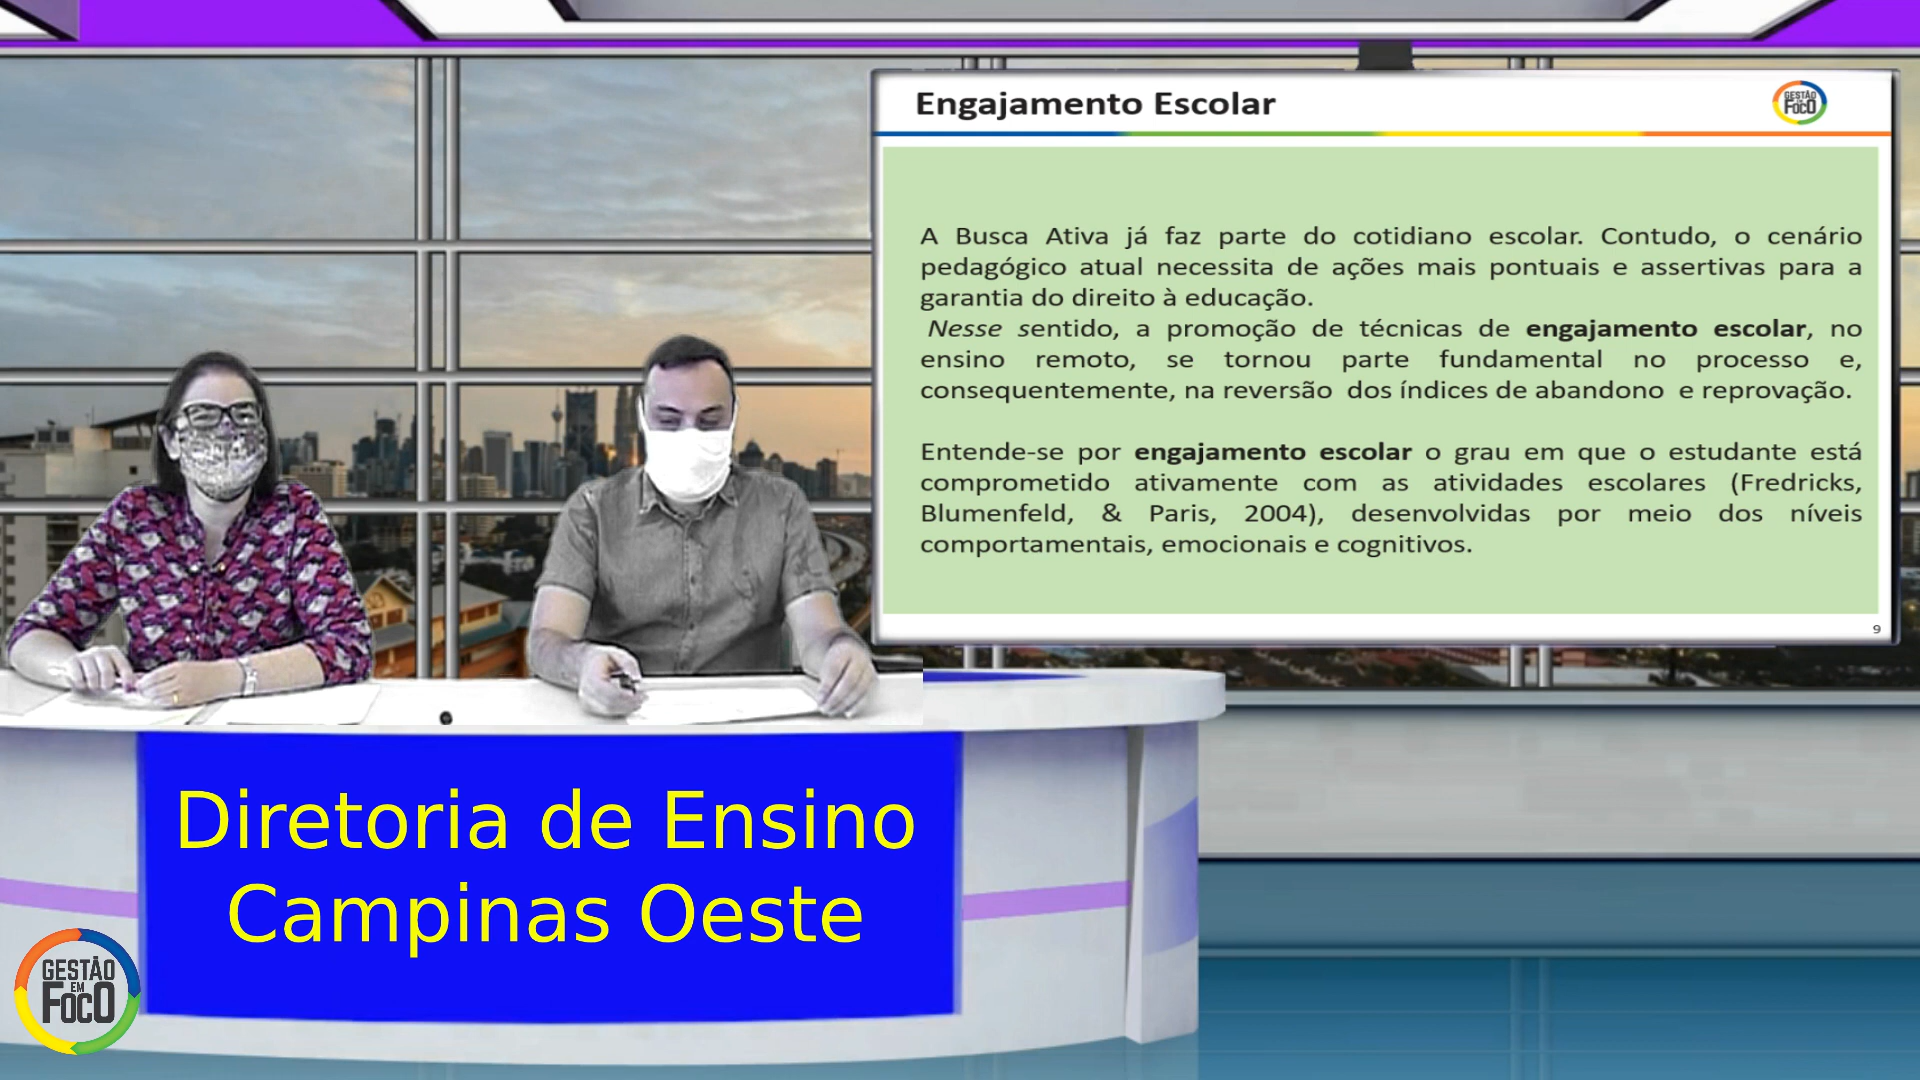 Engajamento Escolar
GESTÃO
EM
FOCO
A Busca Ativa já faz parte do cotidiano escolar. Contudo, o cenário
pedagógico atual necessita de ações mais pontuais e assertivas para a
garantia do direito à educação.
Nesse sentido, a promoção de técnicas de engajamento escolar, no
ensino remoto, se tornou parte fundamental no processo e,
consequentemente, na reversão dos índices de abandono e reprovação.
Entende-se por engajamento escolar o grau em que o estudante está
comprometido ativamente com as atividades escolares (Fredricks,
Blumenfeld, & Paris, 2004), desenvolvidas por meio dos níveis
comportamentais, emocionais e cognitivos.
9
Diretoria de Ensino
Campinas Oeste
GESTÃO
EM
FOCO